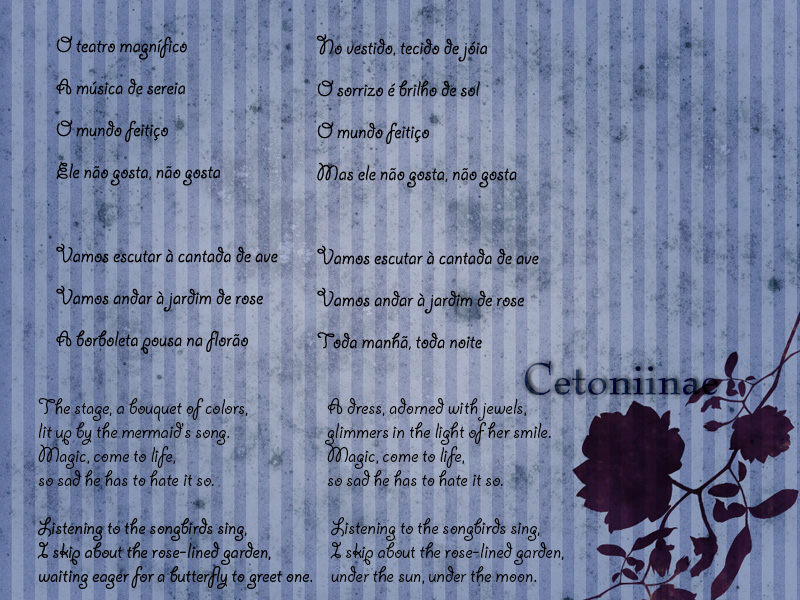 O teatro magnífico
A música de sereia
O mundo feitiço
Ele não gosta, não gosta
Vamos escutar à cantada de ave
Vamos andar à jardim de rose
A borboleta pousa na florão
No vestido, tecido de jóia
O sorrizo é brilho de sol
O mundo feitiço
Mas ele não gosta, não gosta
Vamos escutar à cantada de ave
Vamos andar à jardim de rose
Toda manhã, toda noite
Cetoniinae
The stage, a bouquet of colors,
lit up by the mermaid's song.
Magic, come to life,
so sad he has to hate it so.
Listening to the songbirds sing,
I skip about the rose-lined garden,
waiting eager for a butterfly to greet one.
A dress, adorned with jewels,
glimmers in the light of her smile.
Magic, come to life,
so sad he has to hate it so.
Listening to the songbirds sing,
I skip about the rose-lined garden,
under the sun, under the moon.